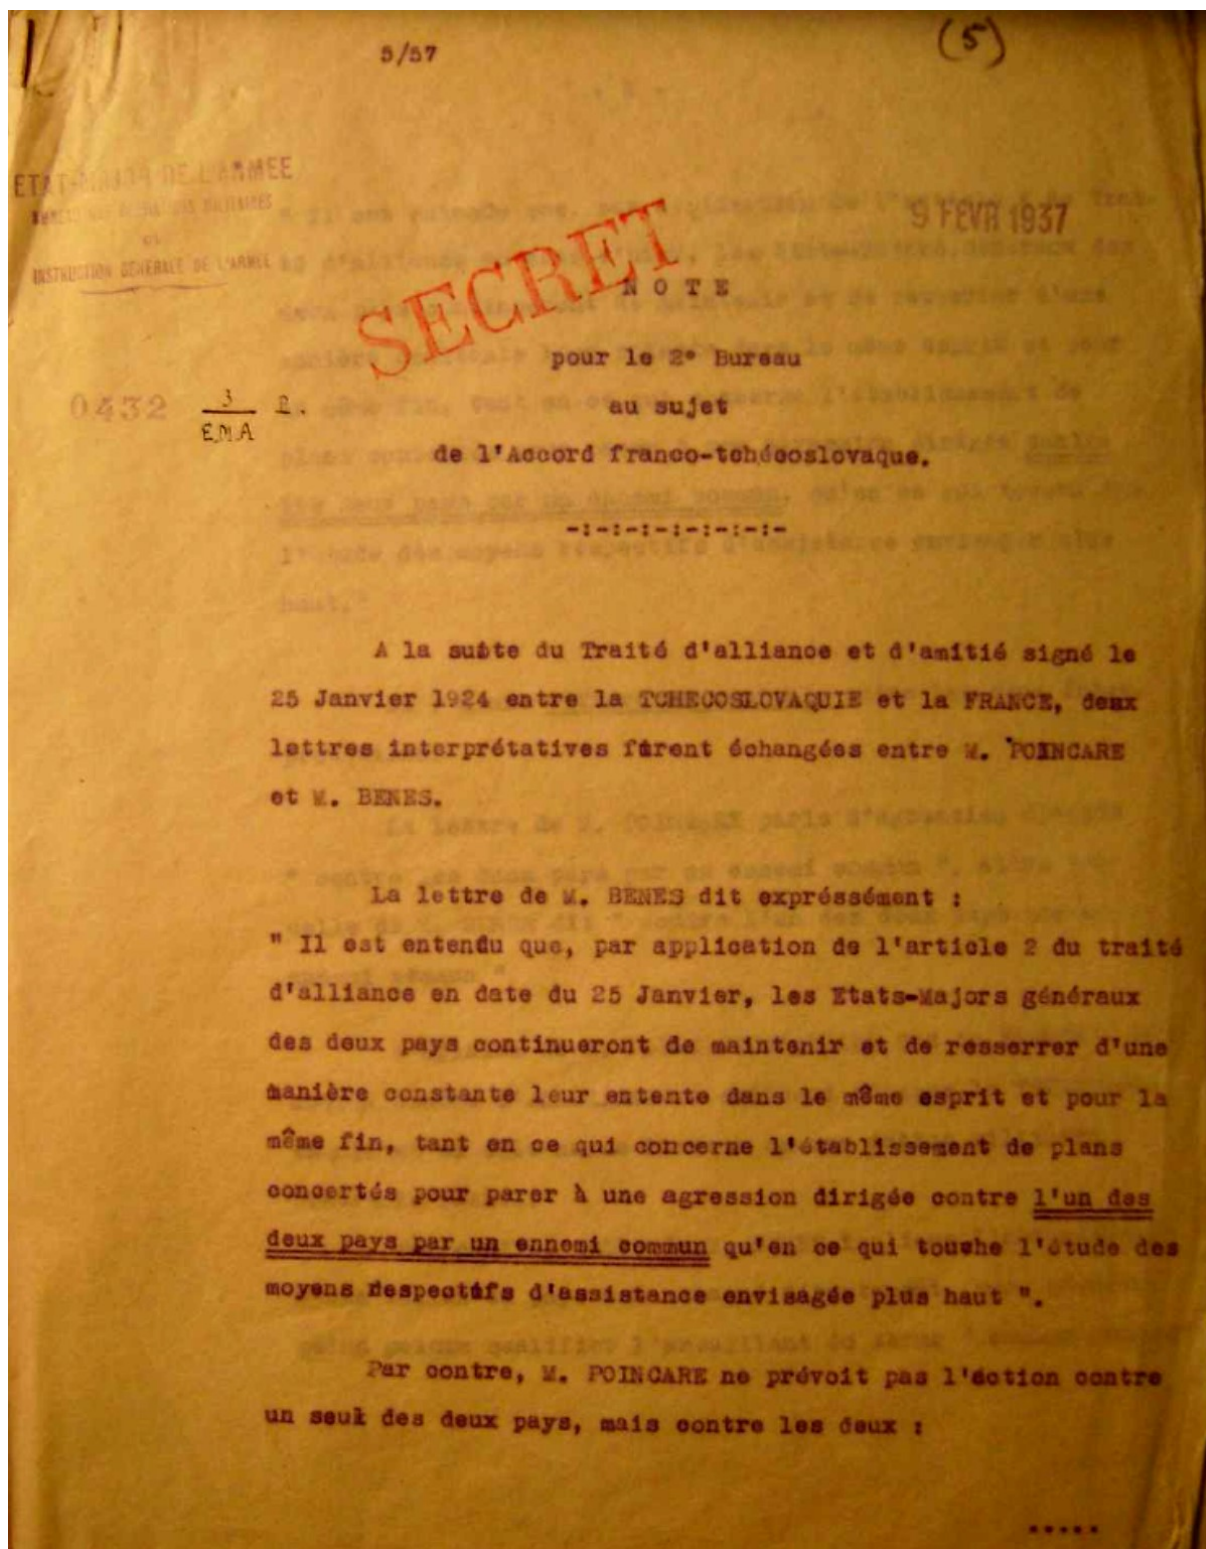 5/57
(5)
ETAT-MAJOR DE L'ARMEE
ET
INSTRUCTION GENERALE DE L'ARMEE
9 FEVR 1937
SECRET
NOTE
pour le 2° Bureau
0432 3/E.M.A P.
au sujet
de l'Accord franco-tchécoslovaque.
-:-:-:-:-:-:-:-
A la suite du Traité d'alliance et d'amitié signé le
25 Janvier 1924 entre la TCHECOSLOVAQUIE et la FRANCE, deux
lettres interprétatives furent échangées entre M. POINCARE
et M. BENES.
La lettre de M. BENES dit expréssément :
" Il est entendu que, par application de l'article 2 du traité
d'alliance en date du 25 Janvier, les Etats-Majors généraux
des deux pays continueront de maintenir et de resserrer d'une
manière constante leur entente dans le même esprit et pour la
même fin, tant en ce qui concerne l'établissement de plans
concertés pour parer à une agression dirigée contre l'un des
deux pays par un ennemi commun qu'en ce qui touche l'étude des
moyens respectifs d'assistance envisagée plus haut ".
Par contre, M. POINCARE ne prévoit pas l'action contre
un seul des deux pays, mais contre les deux :
.....